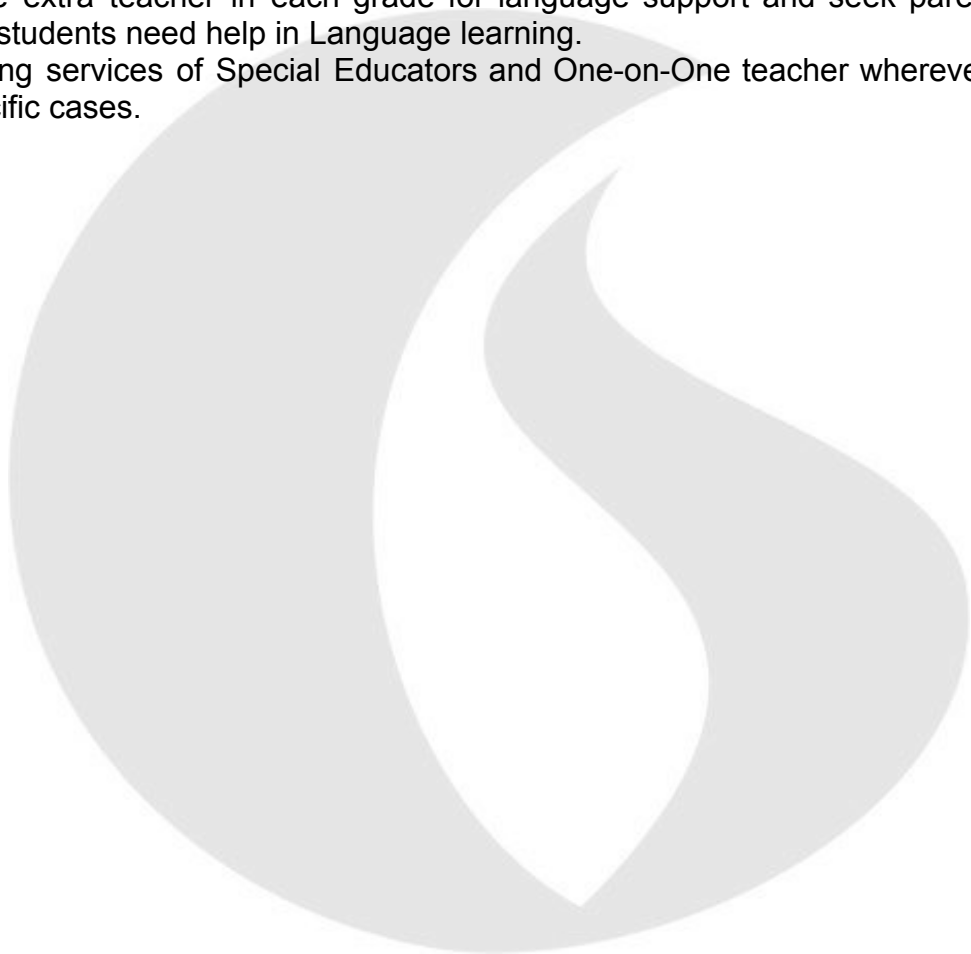 extra teacher in each grade for language support and seek
students need help in Language learning.
services of Special Educators and One-on-One teacher
cases.